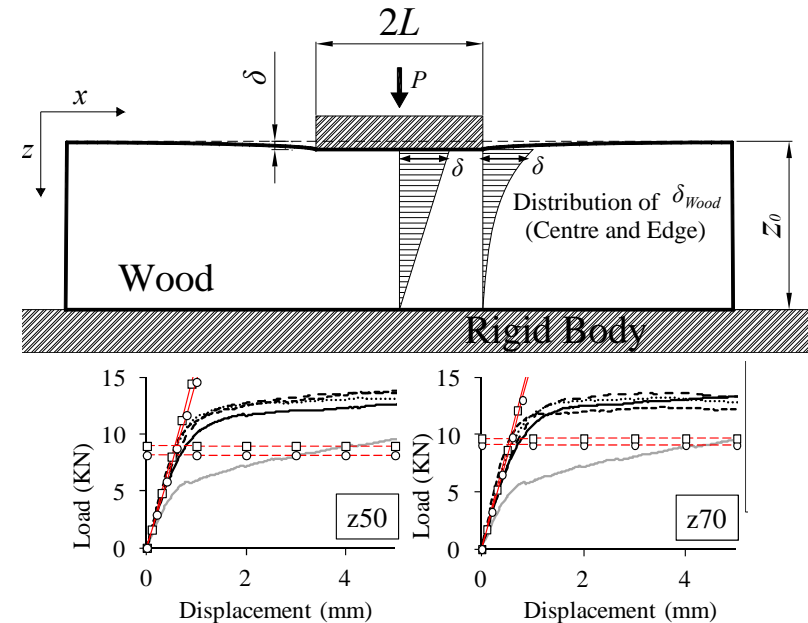 2L
δ
P
x
z
δ
δ
Distribution of δWood
(Centre and Edge)
z0
Wood
Rigid Body
15
10
5
0
Load (KN)
z50
0
2
4
Displacement (mm)
15
10
5
0
Load (KN)
z70
0
2
4
Displacement (mm)